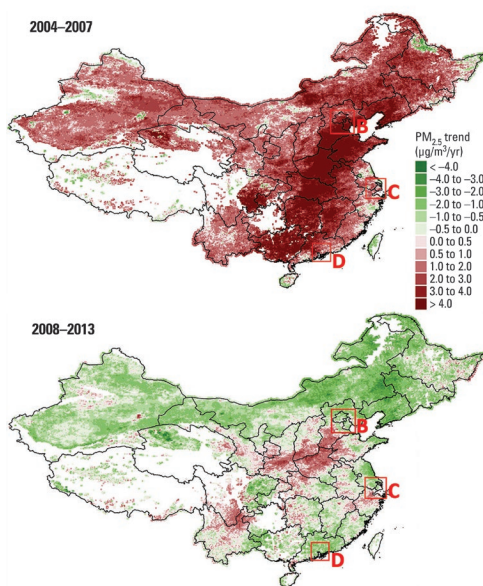 2004–2007
B
C
D
PM2.5 trend
(μg/m³/yr)
< −4.0
−4.0 to −3.0
−3.0 to −2.0
−2.0 to −1.0
−1.0 to −0.5
−0.5 to 0.0
0.0 to 0.5
0.5 to 1.0
1.0 to 2.0
2.0 to 3.0
3.0 to 4.0
> 4.0
2008–2013
B
C
D